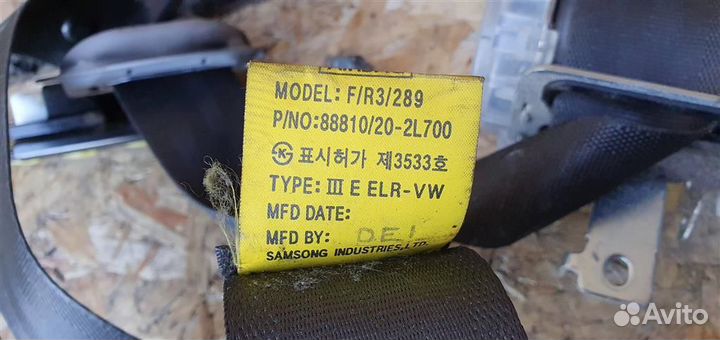 MODEL: F/R3/289
P/NO:88810/20-2L700
㉿ 표시허가 제3533호
TYPE: Ⅲ E ELR-VW
MFD DATE:
MFD BY: D.E.I
SAMSONG INDUSTRIES,LTD.
Avito